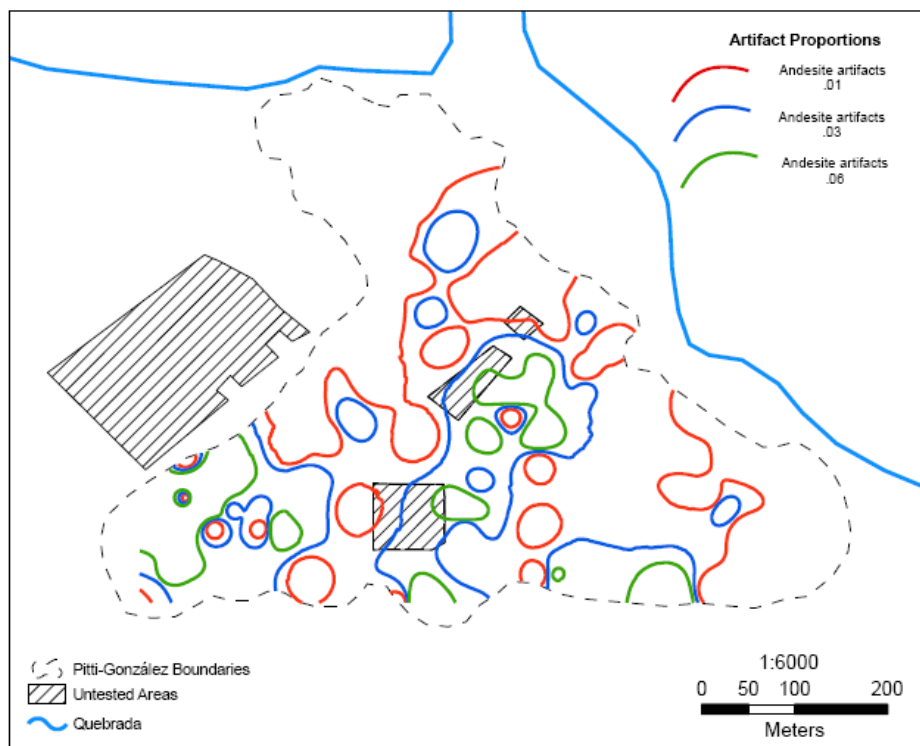 Artifact Proportions
Andesite artifacts
.01
Andesite artifacts
.03
Andesite artifacts
.06
Pitti-González Boundaries
Untested Areas
Quebrada
1:6000
0 50 100 200
Meters